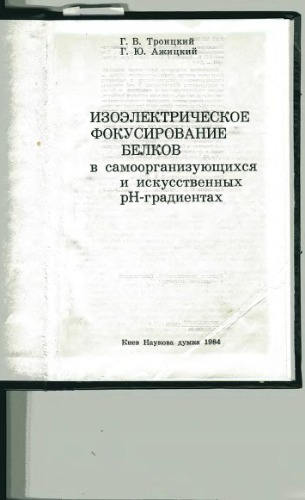 Г. В. Троицкий
Г. Ю. Ажицкий
ИЗОЭЛЕКТРИЧЕСКОЕ
ФОКУСИРОВАНИЕ
БЕЛКОВ
в самоорганизующихся
и искусственных
pH-градиентах
Киев Наукова думка 1984